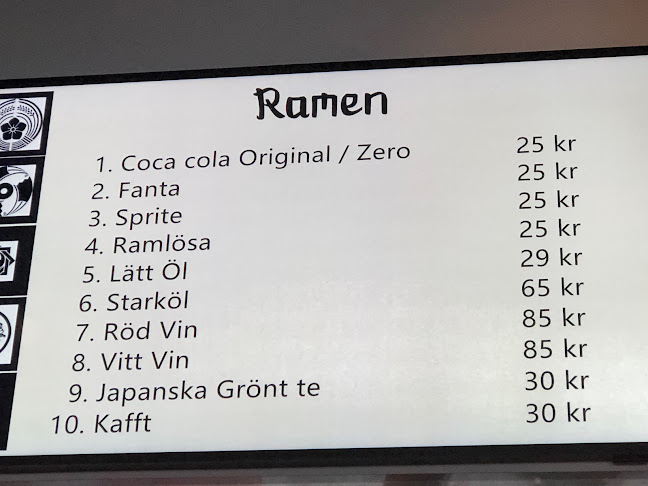 Ramen
1. Coca cola Original / Zero 25 kr
2. Fanta 25 kr
3. Sprite 25 kr
4. Ramlösa 25 kr
5. Lätt Öl 29 kr
6. Starköl 65 kr
7. Röd Vin 85 kr
8. Vitt Vin 85 kr
9. Japanska Grönt te 30 kr
10. Kafft 30 kr